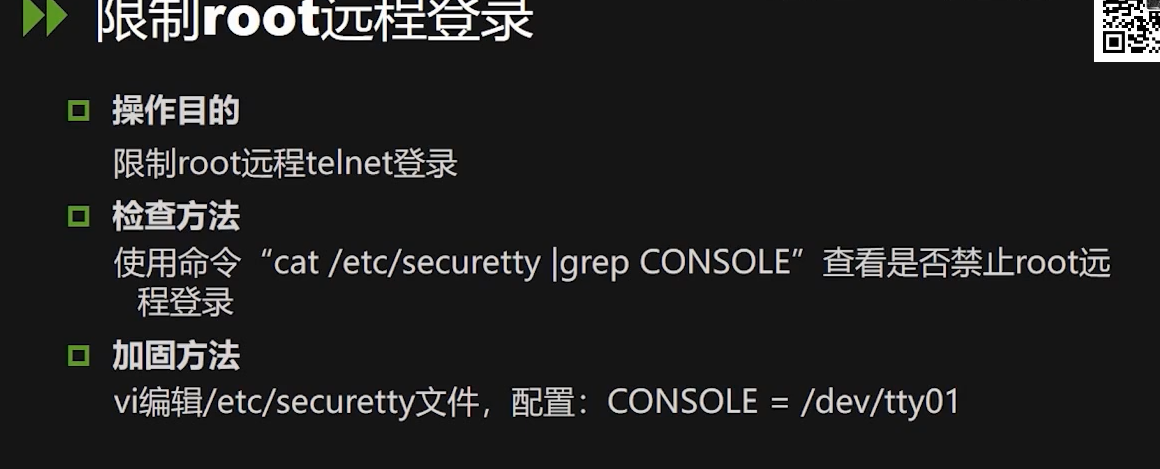 限制root远程登录
操作目的
限制root远程telnet登录
检查方法
使用命令“cat /etc/securetty |grep CONSOLE”查看是否禁止root远
程登录
加固方法
vi编辑/etc/securetty文件，配置：CONSOLE = /dev/tty01